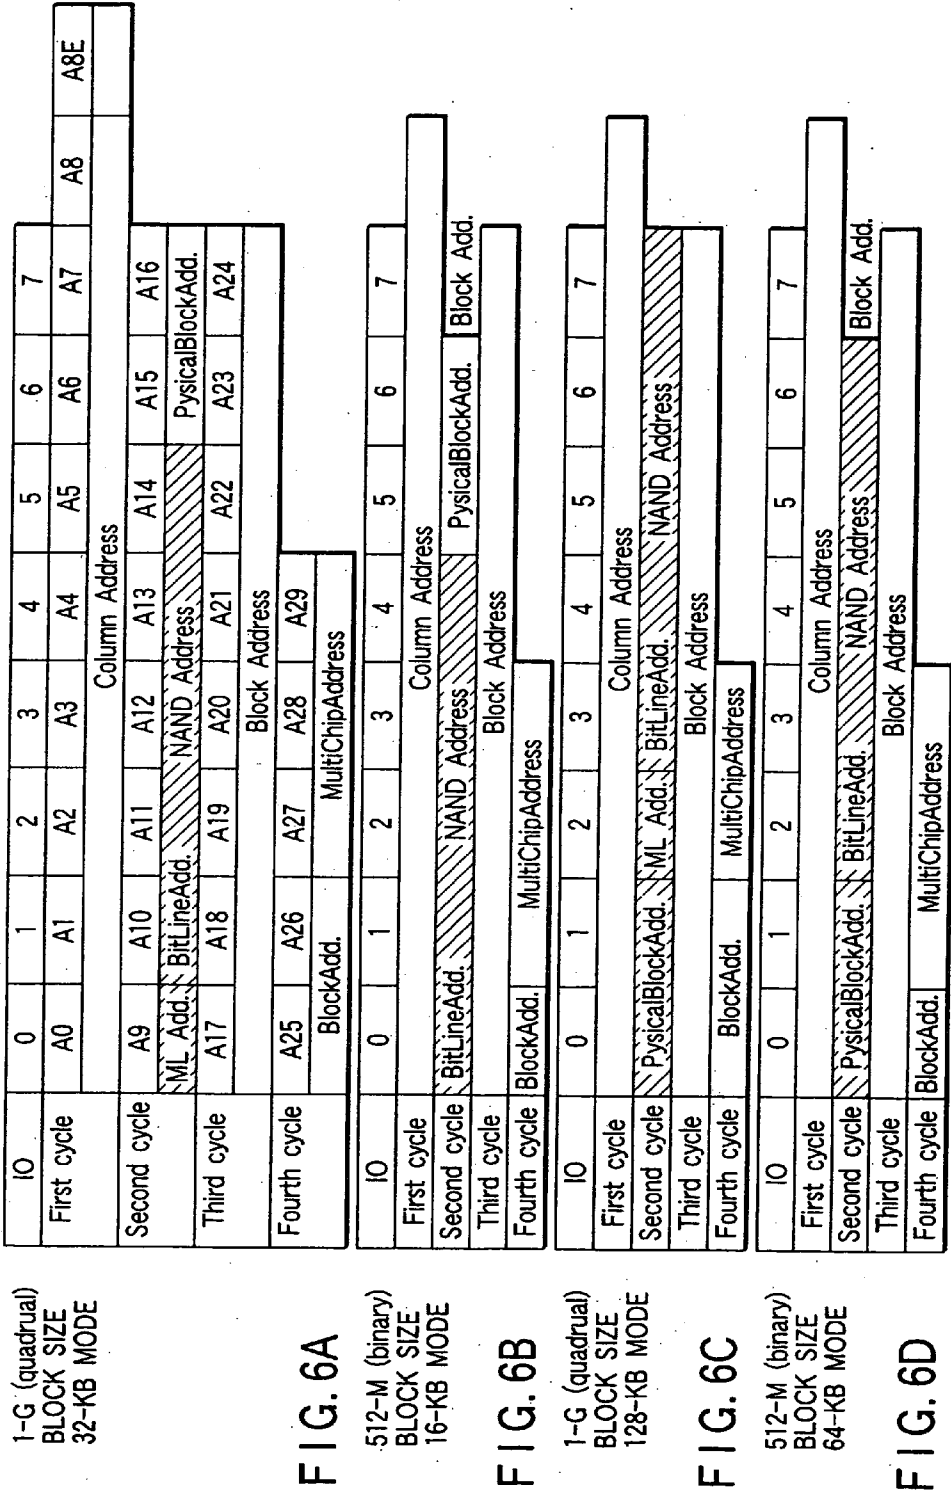 1-G (quadrual)
BLOCK SIZE
32-KB MODE
IO 0 1 2 3 4 5 6 7
First cycle A0 A1 A2 A3 A4 A5 A6 A7 A8 A8E
Column Address
Second cycle A9 A10 A11 A12 A13 A14 A15 A16
ML Add. BitLineAdd. NAND Address PysicalBlockAdd.
Third cycle A17 A18 A19 A20 A21 A22 A23 A24
Block Address
Fourth cycle A25 A26 A27 A28 A29
BlockAdd. MultiChipAddress
FIG. 6A
512-M (binary)
BLOCK SIZE
16-KB MODE
IO 0 1 2 3 4 5 6 7
First cycle Column Address
Second cycle BitLineAdd. NAND Address PysicalBlockAdd. Block Add.
Third cycle Block Address
Fourth cycle BlockAdd. MultiChipAddress
FIG. 6B
1-G (quadrual)
BLOCK SIZE
128-KB MODE
IO 0 1 2 3 4 5 6 7
First cycle Column Address
Second cycle PysicalBlockAdd. ML Add. BitLineAdd. NAND Address
Third cycle Block Address
Fourth cycle BlockAdd. MultiChipAddress
FIG. 6C
512-M (binary)
BLOCK SIZE
64-KB MODE
IO 0 1 2 3 4 5 6 7
First cycle Column Address
Second cycle PysicalBlockAdd. BitLineAdd. NAND Address Block Add.
Third cycle Block Address
Fourth cycle BlockAdd. MultiChipAddress
FIG. 6D